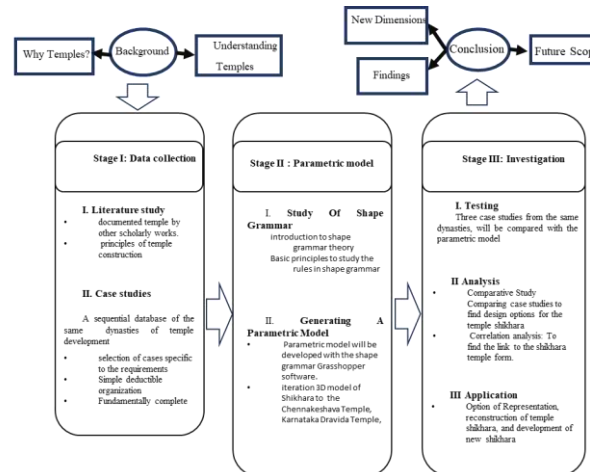 Why Temples?
Background
Understanding
Temples
New Dimensions
Conclusion
Findings
Future Scop
Stage I: Data collection
I. Literature study
• documented temple by
other scholarly works.
• principles of temple
construction
II. Case studies
A sequential database of the
same dynasties of temple
development
• selection of cases specific
to the requirements
• Simple deductible
organization
• Fundamentally complete
Stage II : Parametric model
I. Study Of Shape
Grammar
introduction to shape
grammar theory
Basic principles to study the
rules in shape grammar
II. Generating A
Parametric Model
• Parametric model will be
developed with the shape
grammar Grasshopper
software.
• iteration 3D model of
Shikhara to the
Chennakeshava Temple,
Karnataka Dravida Temple,
Stage III: Investigation
I. Testing
Three case studies from the same
dynasties, will be compared with the
parametric model
II Analysis
• Comparative Study
Comparing case studies to
find design options for the
temple shikhara
• Correlation analysis: To
find the link to the shikhara
temple form.
III Application
• Option of Representation,
reconstruction of temple
shikhara, and development of
new shikhara